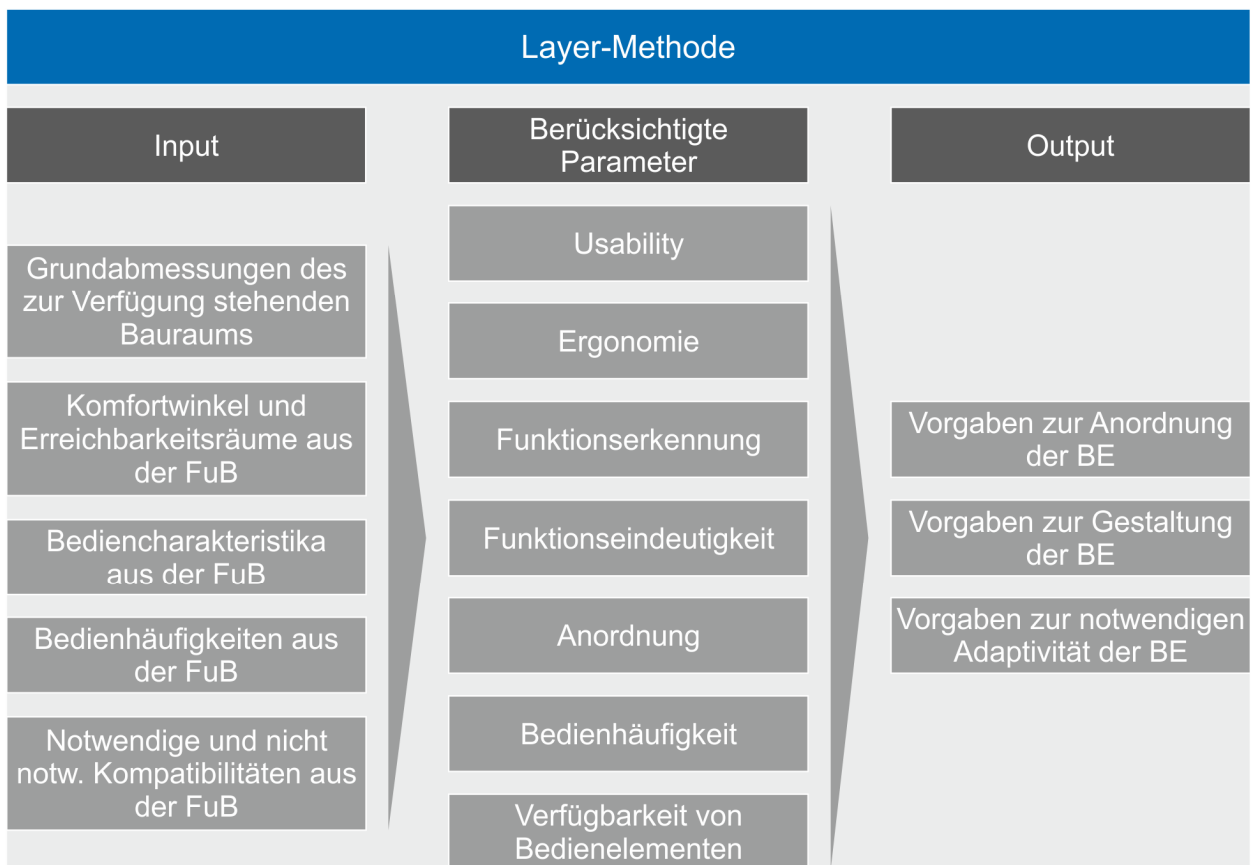 Layer-Methode
Input
Grundabmessungen des
zur Verfügung stehenden
Bauraums
Komfortwinkel und
Erreichbarkeitsräume aus
der FuB
Bediencharakteristika
aus der FuB
Bedienhäufigkeiten aus
der FuB
Notwendige und nicht
notw. Kompatibilitäten aus
der FuB
Berücksichtigte
Parameter
Usability
Ergonomie
Funktionserkennung
Funktionseindeutigkeit
Anordnung
Bedienhäufigkeit
Verfügbarkeit von
Bedienelementen
Output
Vorgaben zur Anordnung
der BE
Vorgaben zur Gestaltung
der BE
Vorgaben zur notwendigen
Adaptivität der BE